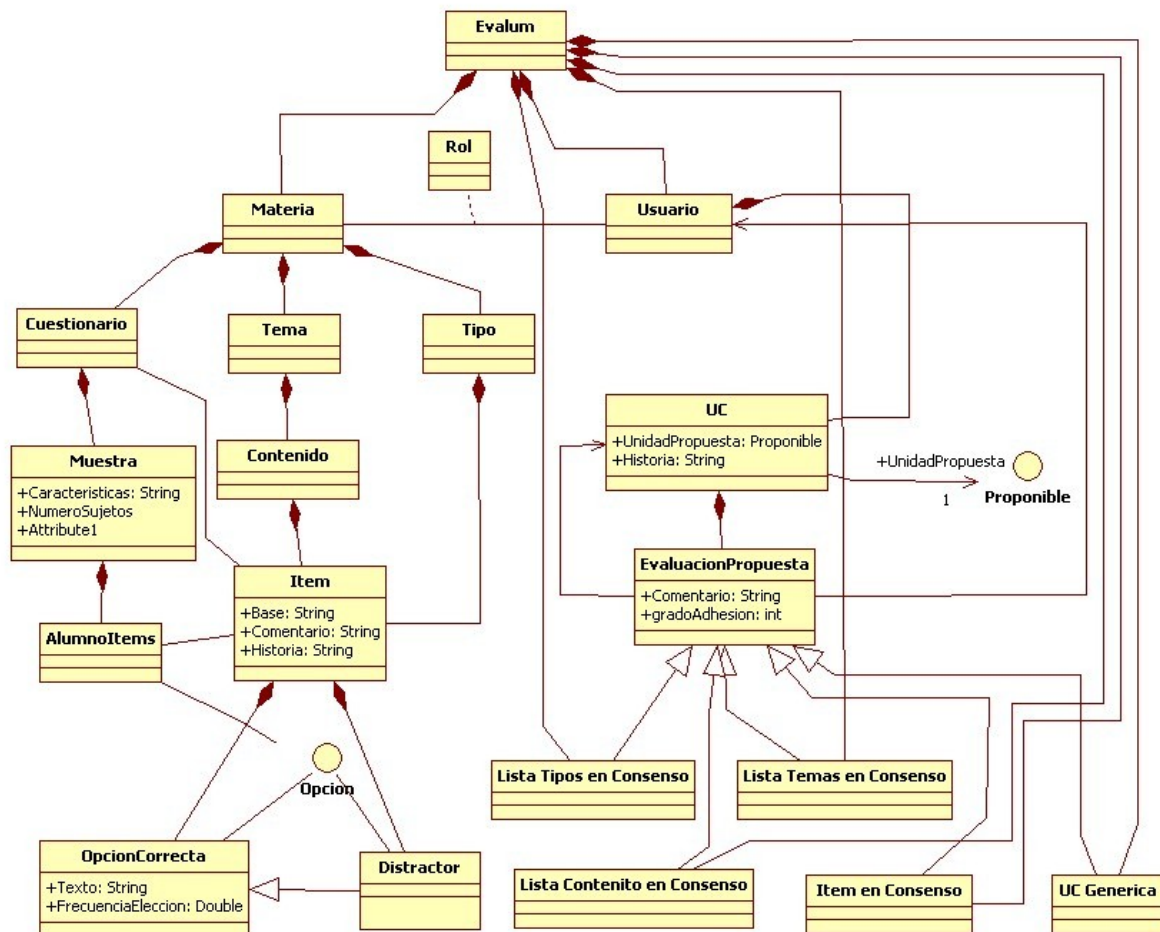 Evalum
Rol
Materia
Usuario
Cuestionario
Tema
Tipo
UC
+UnidadPropuesta: Proponible
+Historia: String
+UnidadPropuesta
1
Proponible
Muestra
+Caracteristicas: String
+NumeroSujetos
+Attribute1
Contenido
EvaluacionPropuesta
+Comentario: String
+gradoAdhesion: int
Item
+Base: String
+Comentario: String
+Historia: String
AlumnoItems
Opcion
Lista Tipos en Consenso
Lista Temas en Consenso
OpcionCorrecta
+Texto: String
+FrecuenciaEleccion: Double
Distractor
Lista Contenito en Consenso
Item en Consenso
UC Generica